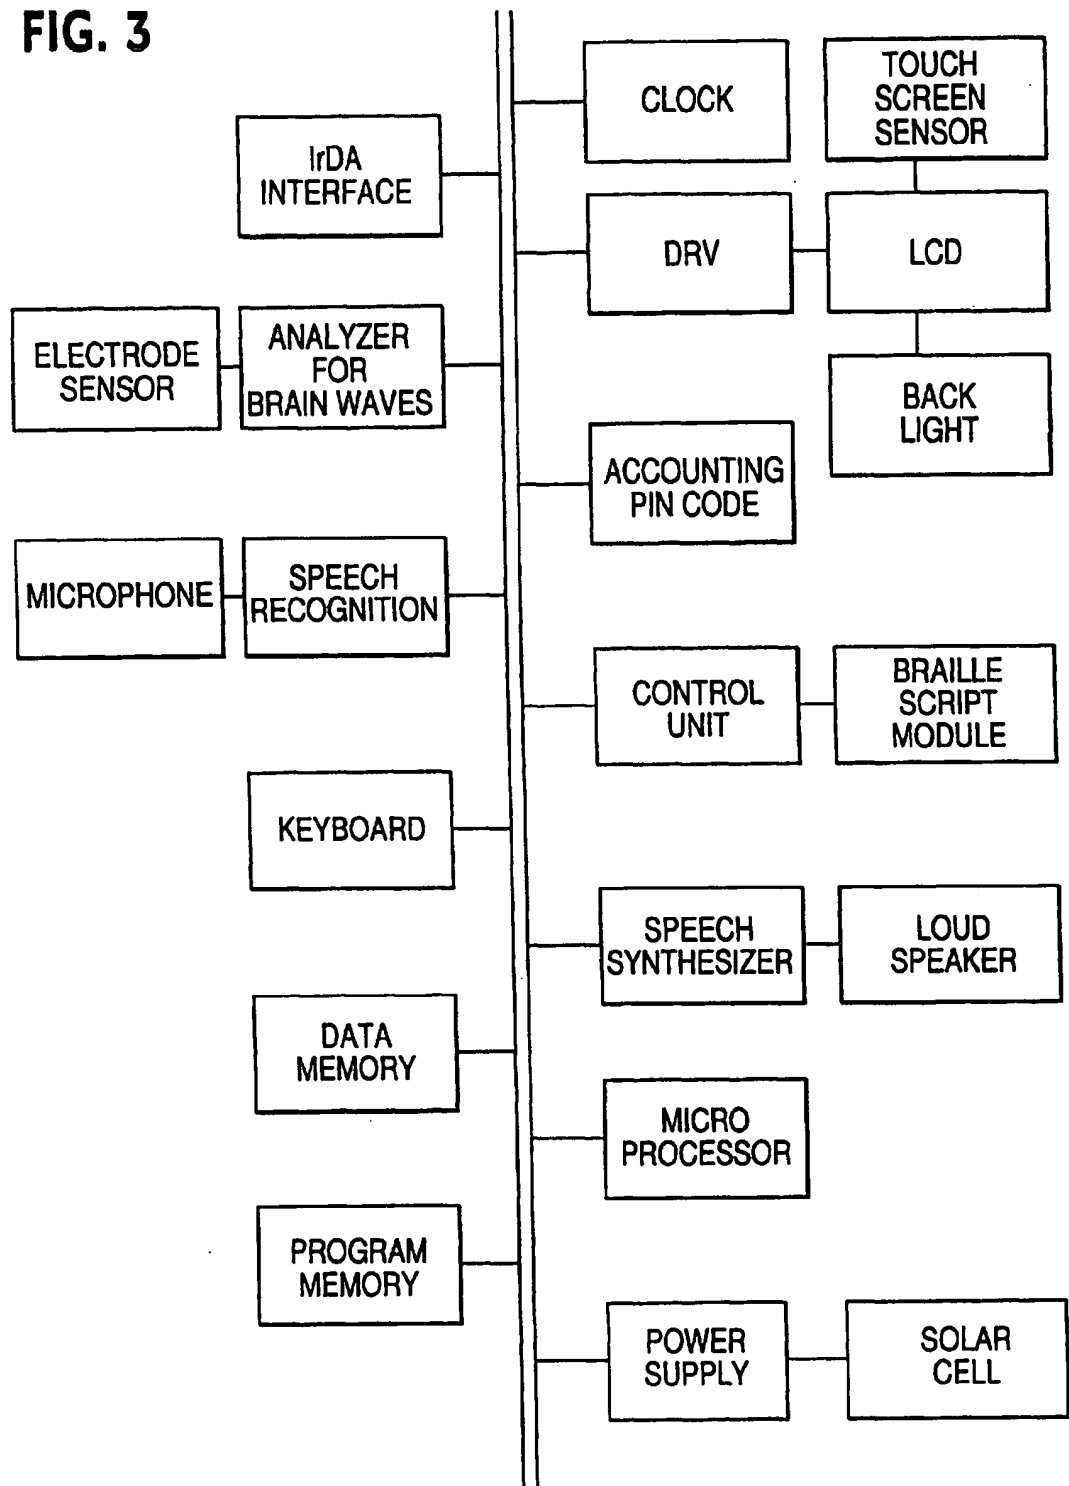 FIG. 3
CLOCK
TOUCH
SCREEN
SENSOR
IrDA
INTERFACE
DRV
LCD
ELECTRODE
SENSOR
ANALYZER
FOR
BRAIN WAVES
BACK
LIGHT
ACCOUNTING
PIN CODE
MICROPHONE
SPEECH
RECOGNITION
CONTROL
UNIT
BRAILLE
SCRIPT
MODULE
KEYBOARD
SPEECH
SYNTHESIZER
LOUD
SPEAKER
DATA
MEMORY
MICRO
PROCESSOR
PROGRAM
MEMORY
POWER
SUPPLY
SOLAR
CELL